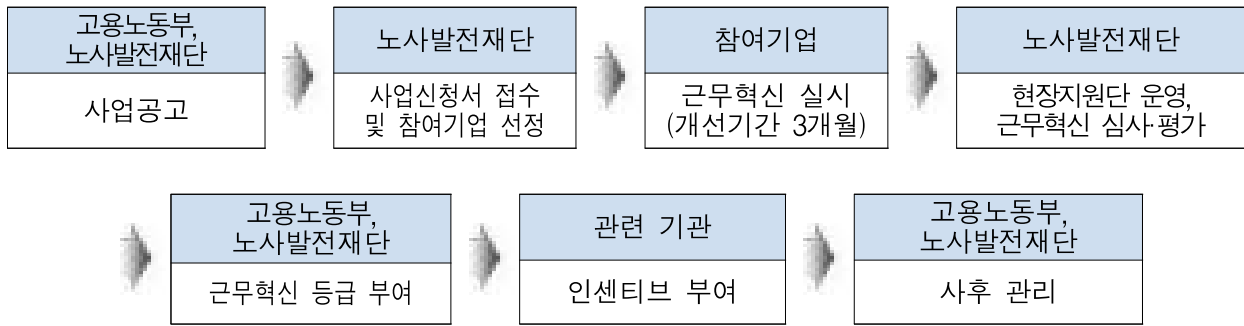 고용노동부,
노사발전재단
사업공고
노사발전재단
사업신청서 접수
및 참여기업 선정
참여기업
근무혁신 실시
(개선기간 3개월)
노사발전재단
현장지원단 운영,
근무혁신 심사·평가
고용노동부,
노사발전재단
근무혁신 등급 부여
관련 기관
인센티브 부여
고용노동부,
노사발전재단
사후 관리